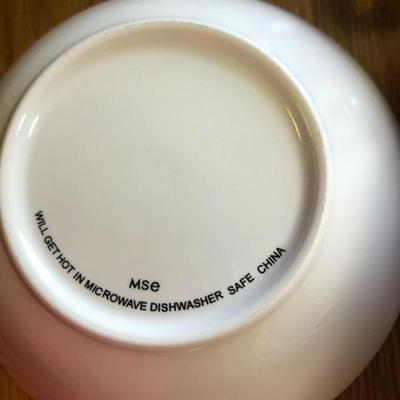 MSe
WILL GET HOT IN MICROWAVE DISHWASHER SAFE CHINA